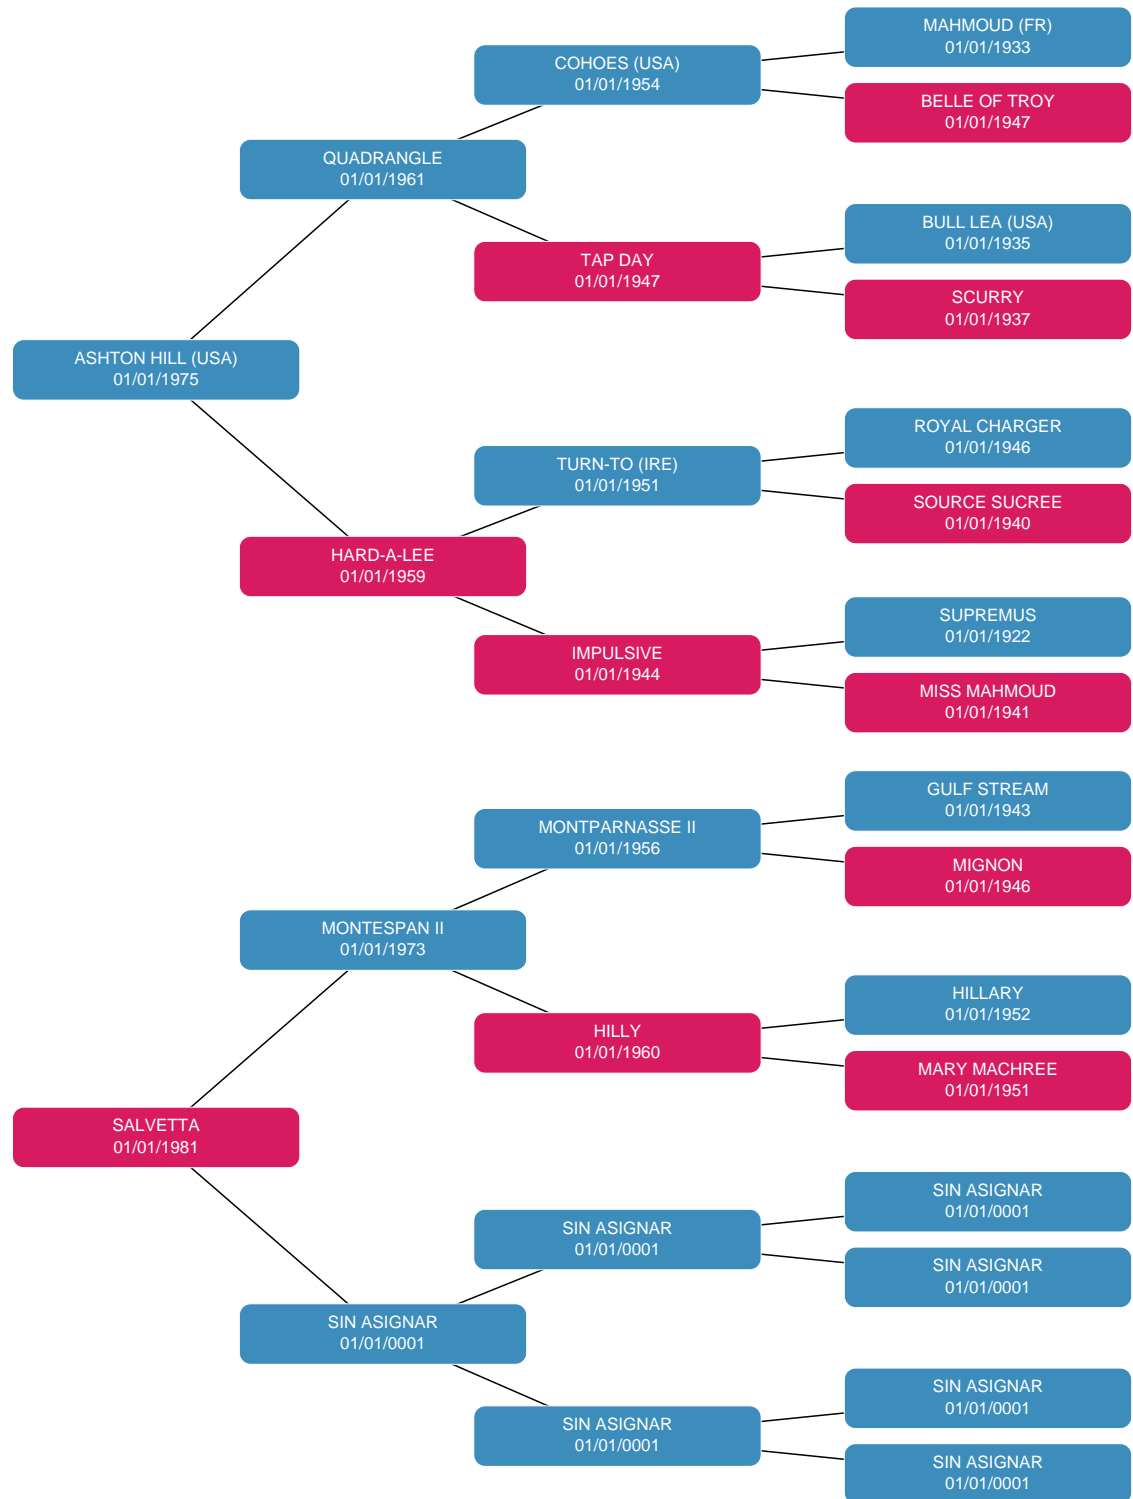 MAHMOUD (FR)
01/01/1933
COHOES (USA)
01/01/1954
BELLE OF TROY
01/01/1947
QUADRANGLE
01/01/1961
BULL LEA (USA)
01/01/1935
TAP DAY
01/01/1947
SCURRY
01/01/1937
ASHTON HILL (USA)
01/01/1975
ROYAL CHARGER
01/01/1946
TURN-TO (IRE)
01/01/1951
SOURCE SUCREE
01/01/1940
HARD-A-LEE
01/01/1959
SUPREMUS
01/01/1922
IMPULSIVE
01/01/1944
MISS MAHMOUD
01/01/1941
GULF STREAM
01/01/1943
MONTPARNASSE II
01/01/1956
MIGNON
01/01/1946
MONTESPAN II
01/01/1973
HILLARY
01/01/1952
HILLY
01/01/1960
MARY MACHREE
01/01/1951
SALVETTA
01/01/1981
SIN ASIGNAR
01/01/0001
SIN ASIGNAR
01/01/0001
SIN ASIGNAR
01/01/0001
SIN ASIGNAR
01/01/0001
SIN ASIGNAR
01/01/0001
SIN ASIGNAR
01/01/0001
SIN ASIGNAR
01/01/0001